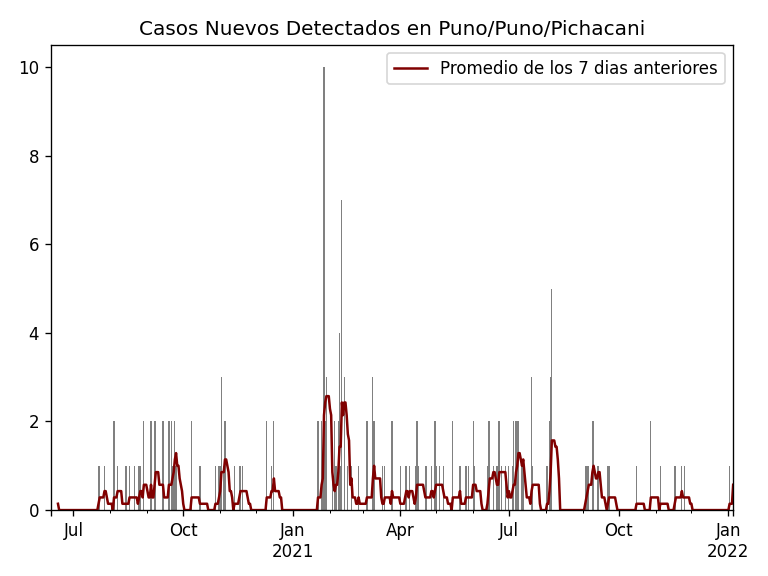 Casos Nuevos Detectados en Puno/Puno/Pichacani
Promedio de los 7 dias anteriores
10
8
6
4
2
0
Jul Oct Jan Apr Jul Oct Jan
2021 2022